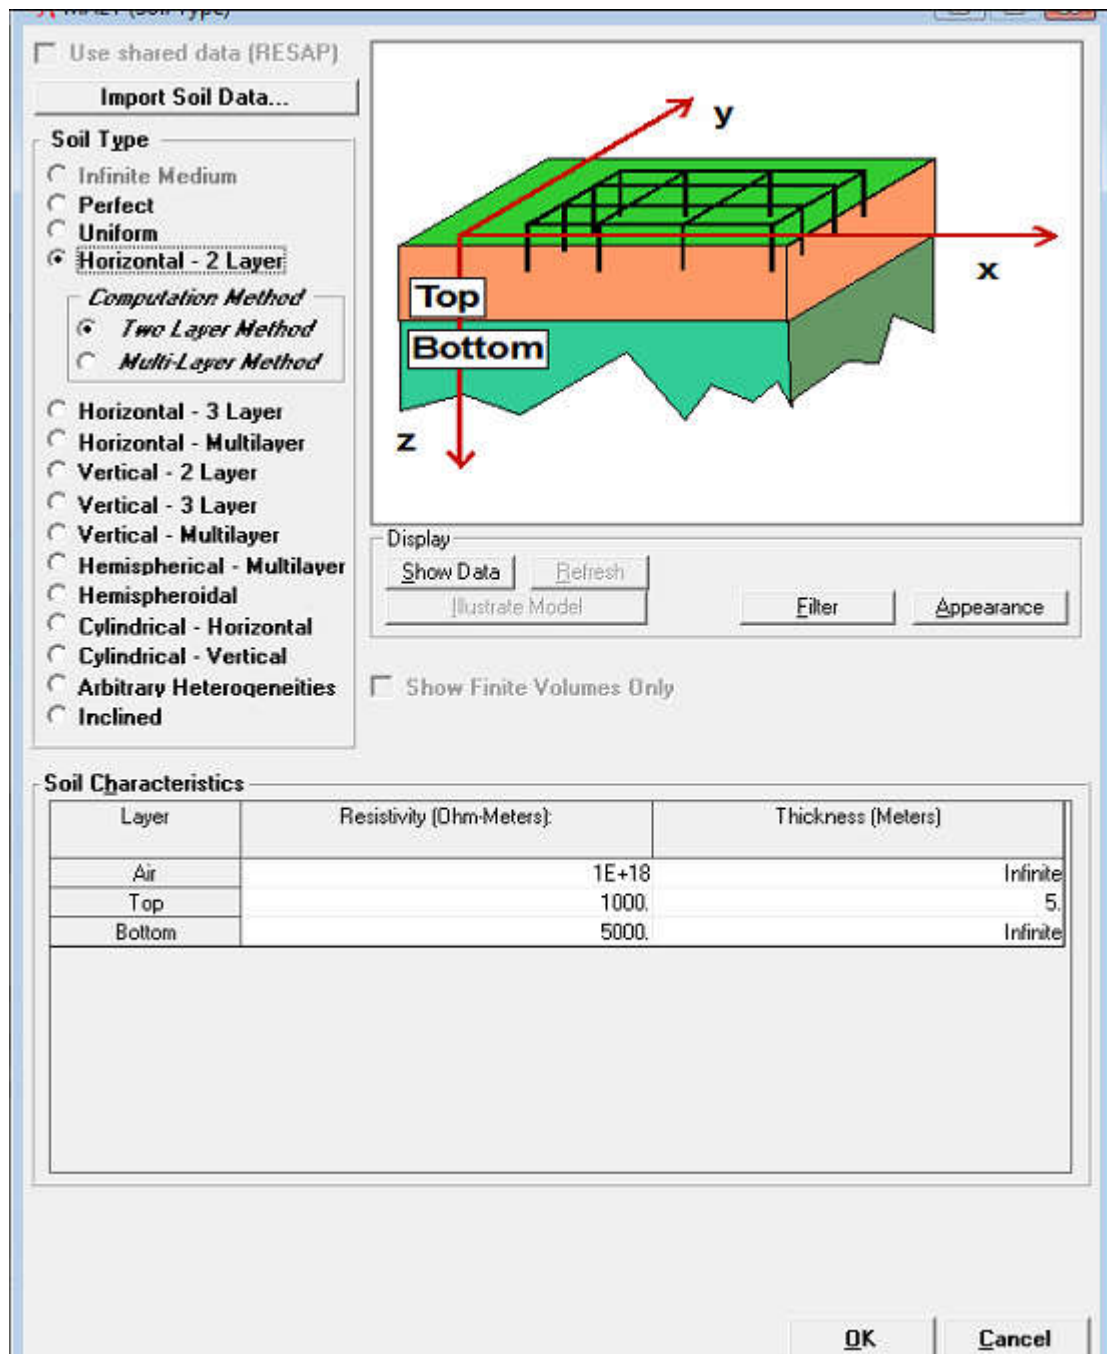 MALT (Soil Type)
Use shared data (RESAP)
Import Soil Data...
Soil Type
Infinite Medium
Perfect
Uniform
Horizontal - 2 Layer
Computation Method
Two Layer Method
Multi-Layer Method
Horizontal - 3 Layer
Horizontal - Multilayer
Vertical - 2 Layer
Vertical - 3 Layer
Vertical - Multilayer
Hemispherical - Multilayer
Hemispheroidal
Cylindrical - Horizontal
Cylindrical - Vertical
Arbitrary Heterogeneities
Inclined
y
x
Top
Bottom
z
Display
Show Data Refresh
Illustrate Model Filter Appearance
Show Finite Volumes Only
Soil Characteristics
Layer Resistivity (Ohm-Meters): Thickness (Meters)
Air 1E+18 Infinite
Top 1000. 5.
Bottom 5000. Infinite
OK Cancel